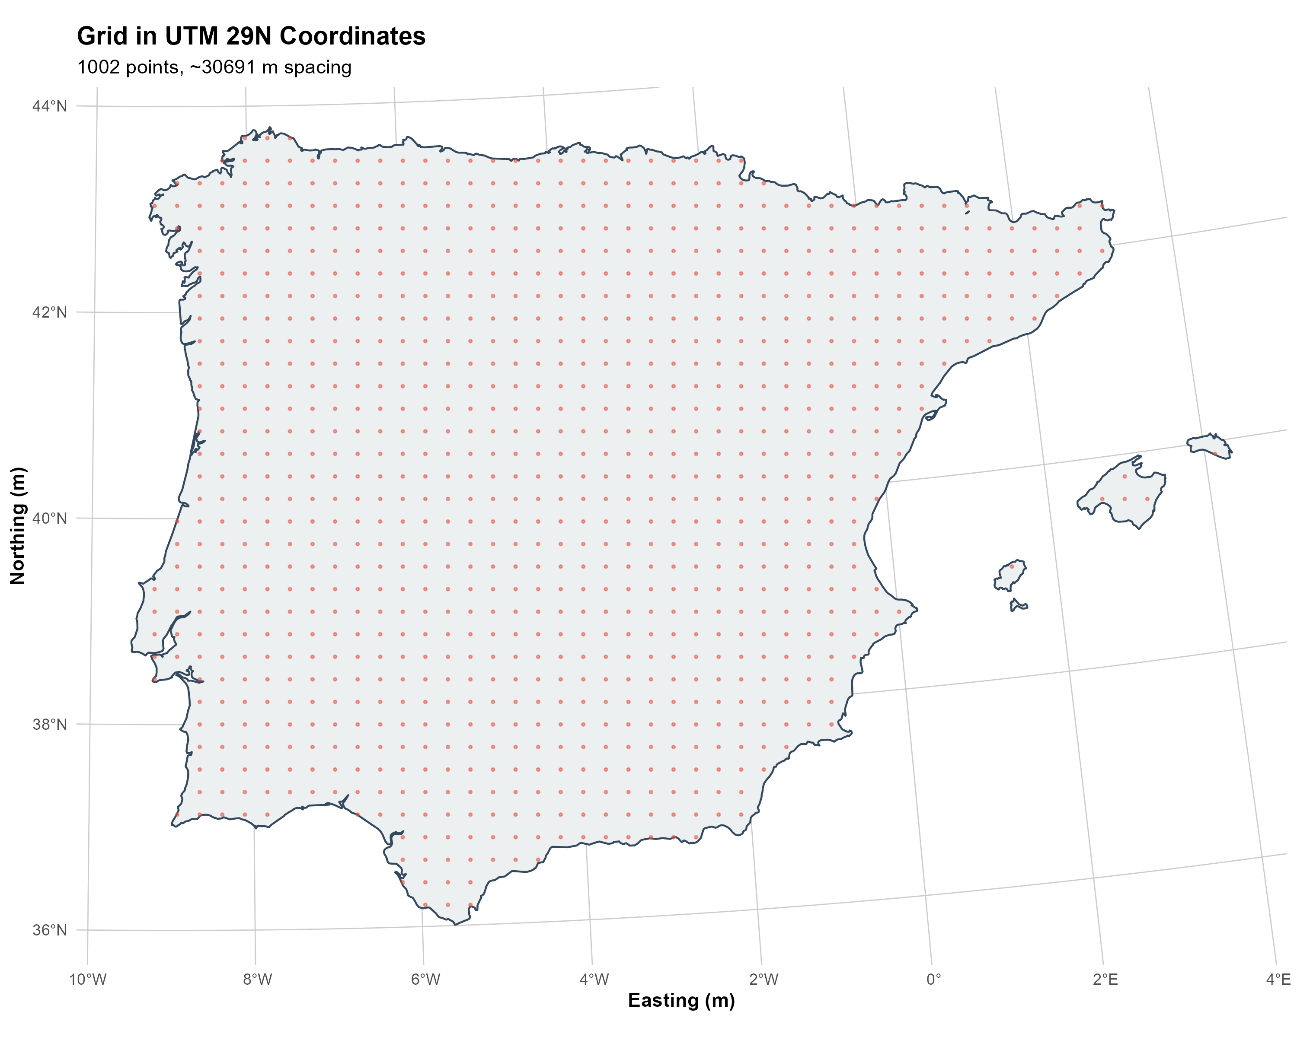 Grid in UTM 29N Coordinates
1002 points, ~30691 m spacing
44°N
42°N
40°N
38°N
36°N
Northing (m)
10°W 8°W 6°W 4°W 2°W 0° 2°E 4°E
Easting (m)